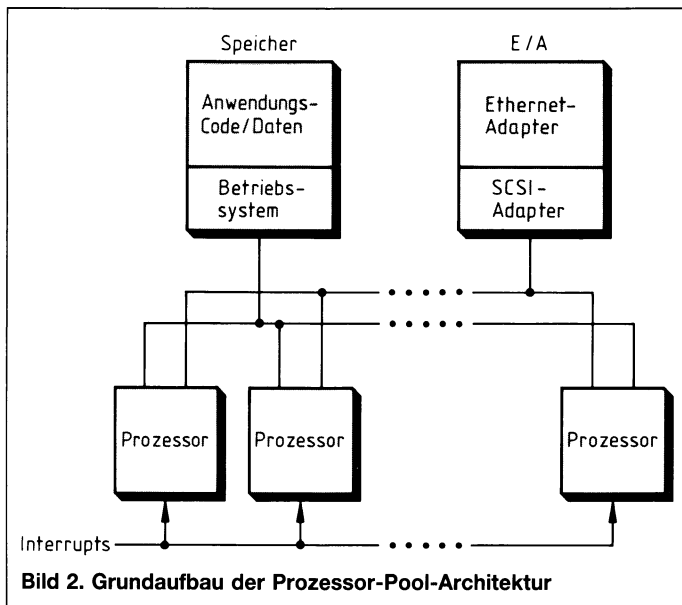 Speicher
E/A
Anwendungs-
Code/Daten
Betriebs-
system
Ethernet-
Adapter
SCSI-
Adapter
Prozessor
Prozessor
Prozessor
Interrupts
Bild 2. Grundaufbau der Prozessor-Pool-Architektur